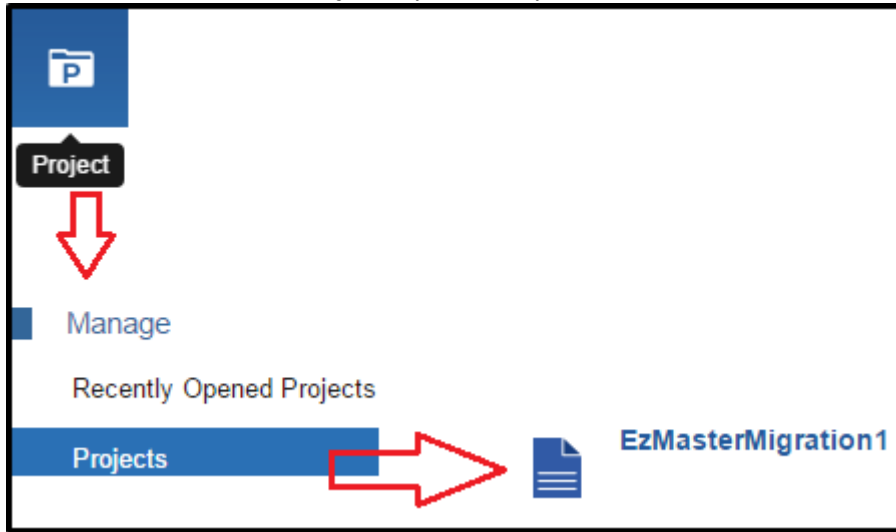 P
Project
Manage
Recently Opened Projects
Projects
EzMasterMigration1